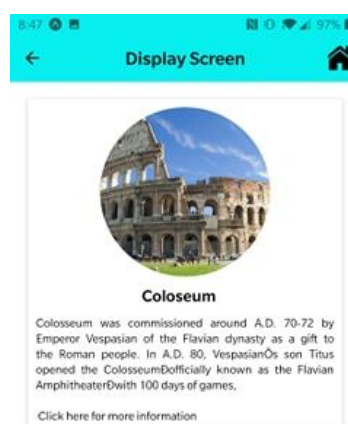 8:47 97%
Display Screen
Coloseum
Colosseum was commissioned around A.D. 70-72 by
Emperor Vespasian of the Flavian dynasty as a gift to
the Roman people. In A.D. 80, VespasianÕs son Titus
opened the ColosseumÐofficially known as the Flavian
AmphitheaterÐwith 100 days of games,
Click here for more information